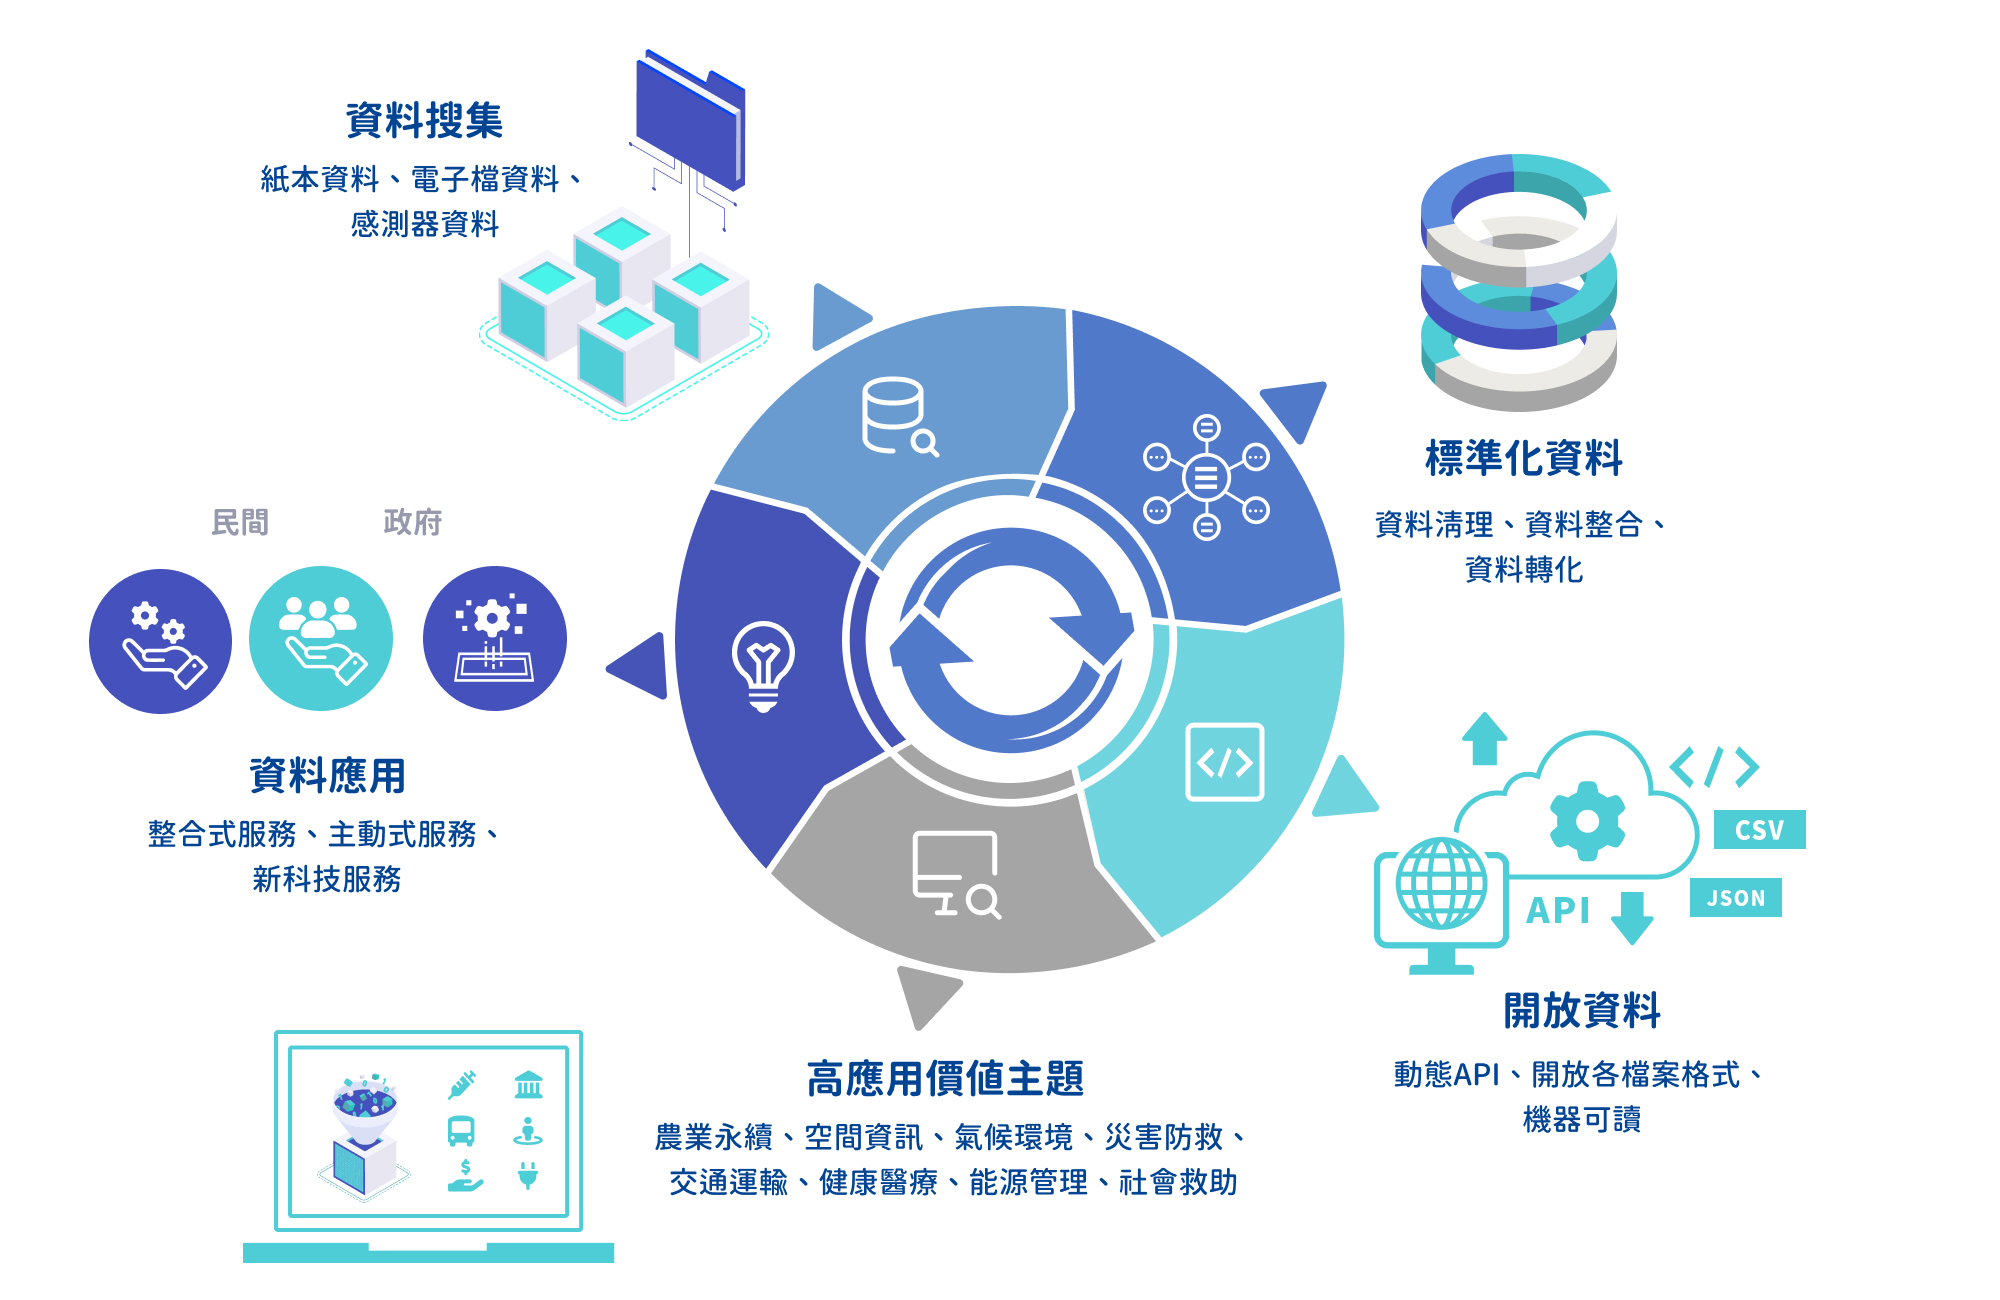 資料搜集
紙本資料、電子檔資料、
感測器資料
標準化資料
資料清理、資料整合、
資料轉化
民間
政府
資料應用
整合式服務、主動式服務、
新科技服務
</>
CSV
JSON
API
開放資料
動態API、開放各檔案格式、
機器可讀
高應用價值主題
農業永續、空間資訊、氣候環境、災害防救、
交通運輸、健康醫療、能源管理、社會救助